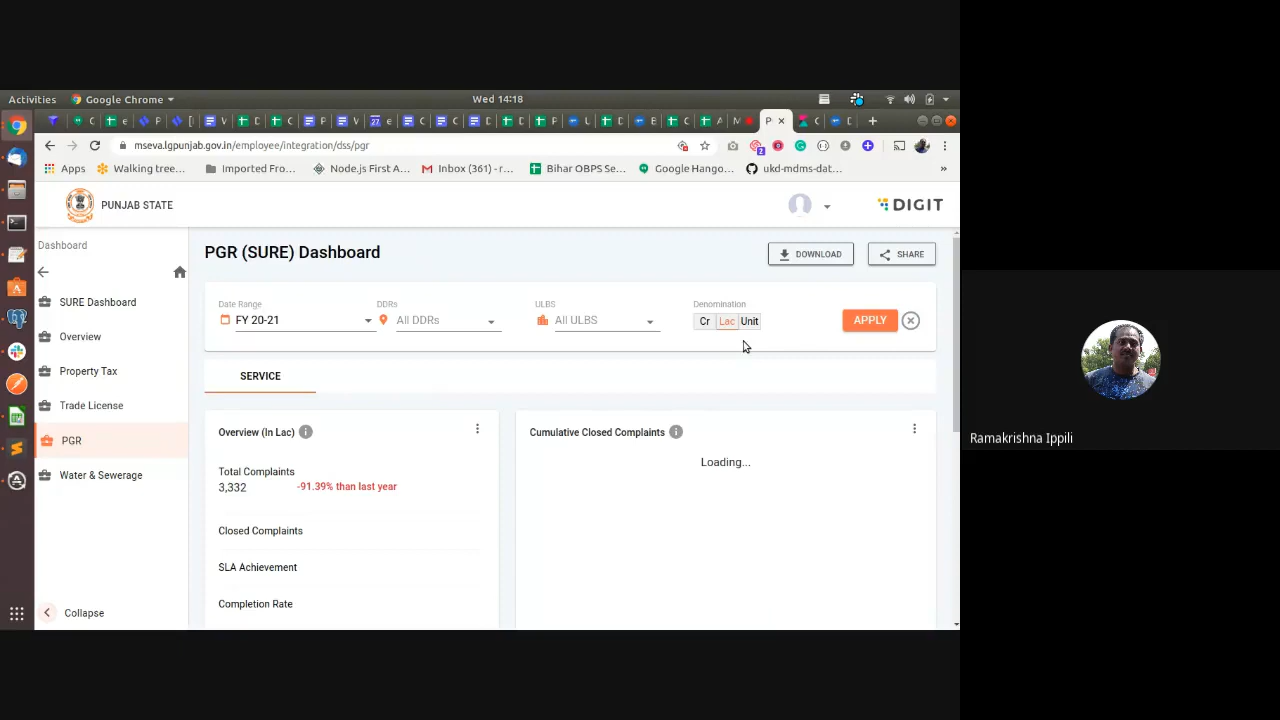 Activities Google Chrome Wed 14:18
mseva.lgpunjab.gov.in/employee/integration/dss/pgr
Apps Walking tree... Imported Fro... Node.js First A... Inbox (361) - r... Bihar OBPS Se... Google Hango... ukd-mdms-dat... »
PUNJAB STATE DIGIT
Dashboard
SURE Dashboard
Overview
Property Tax
Trade License
PGR
Water & Sewerage
Collapse
PGR (SURE) Dashboard DOWNLOAD SHARE
Date Range DDRs ULBS Denomination
FY 20-21 All DDRs All ULBS Cr Lac Unit APPLY
SERVICE
Overview (In Lac)
Total Complaints
3,332 -91.39% than last year
Closed Complaints
SLA Achievement
Completion Rate
Cumulative Closed Complaints
Loading...
Ramakrishna Ippili